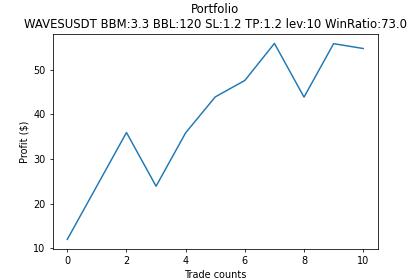 Portfolio
WAVESUSDT BBM:3.3 BBL:120 SL:1.2 TP:1.2 lev:10 WinRatio:73.0
Profit ($)
50
40
30
20
10
0 2 4 6 8 10
Trade counts